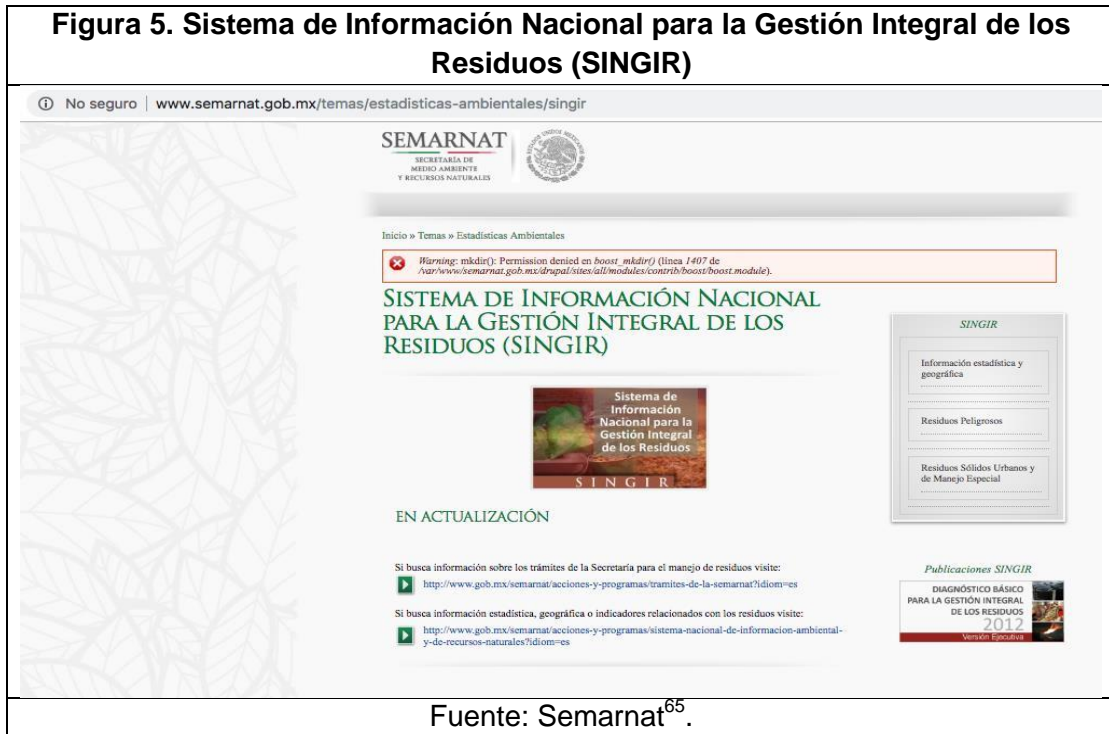 Figura 5. Sistema de Información Nacional para la Gestión Integral de los
Residuos (SINGIR)
No seguro | www.semarnat.gob.mx/temas/estadisticas-ambientales/singir
SEMARNAT
SECRETARÍA DE
MEDIO AMBIENTE
Y RECURSOS NATURALES
Inicio » Temas » Estadísticas Ambientales
Warning: mkdir(): Permission denied en boost_mkdir() (línea 1407 de
/var/www/semarnat.gob.mx/drupal/sites/all/modules/contrib/boost/boost.module).
SISTEMA DE INFORMACIÓN NACIONAL
PARA LA GESTIÓN INTEGRAL DE LOS
RESIDUOS (SINGIR)
Sistema de
Información
Nacional para la
Gestión Integral
de los Residuos
SINGIR
EN ACTUALIZACIÓN
Si busca información sobre los trámites de la Secretaría para el manejo de residuos visite:
http://www.gob.mx/semarnat/acciones-y-programas/tramites-de-la-semarnat?idiom=es
Si busca información estadística, geográfica o indicadores relacionados con los residuos visite:
http://www.gob.mx/semarnat/acciones-y-programas/sistema-nacional-de-informacion-ambiental-
y-de-recursos-naturales?idiom=es
SINGIR
Información estadística y
geográfica
Residuos Peligrosos
Residuos Sólidos Urbanos y
de Manejo Especial
Publicaciones SINGIR
DIAGNÓSTICO BÁSICO
PARA LA GESTIÓN INTEGRAL
DE LOS RESIDUOS
2012
Versión Ejecutiva
Fuente: Semarnat65.